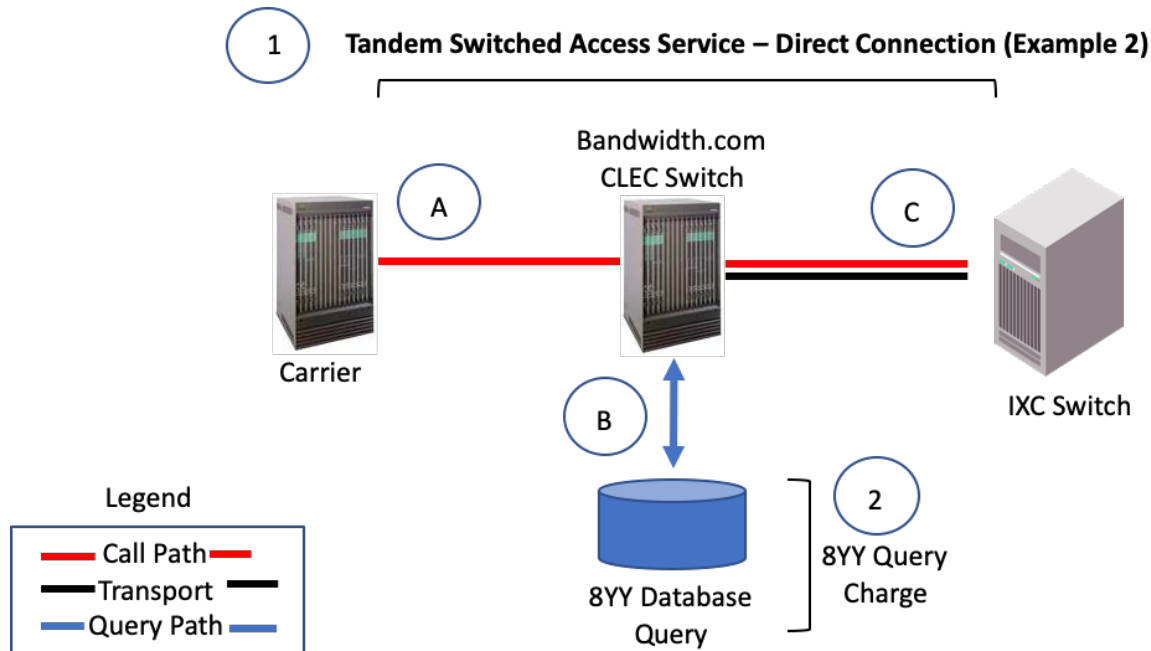 1
Tandem Switched Access Service – Direct Connection (Example 2)
Bandwidth.com
CLEC Switch
A
C
Carrier
IXC Switch
B
2
8YY Query
Charge
8YY Database
Query
Legend
Call Path
Transport
Query Path